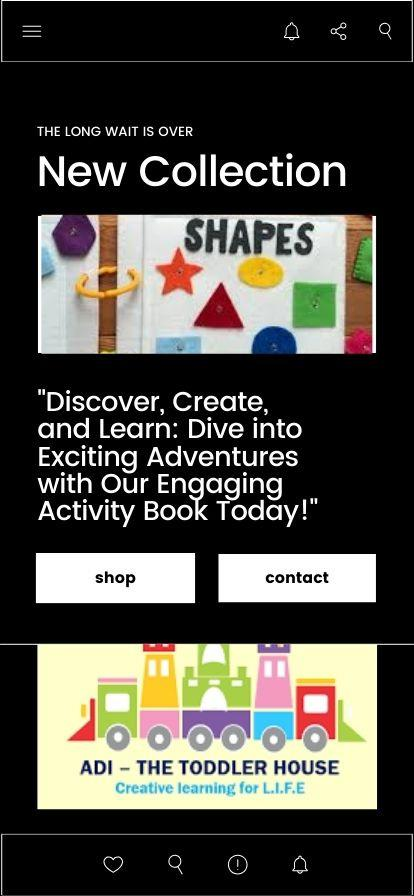 THE LONG WAIT IS OVER
New Collection
SHAPES
"Discover, Create,
and Learn: Dive into
Exciting Adventures
with Our Engaging
Activity Book Today!"
shop
contact
ADI – THE TODDLER HOUSE
Creative learning for L.I.F.E